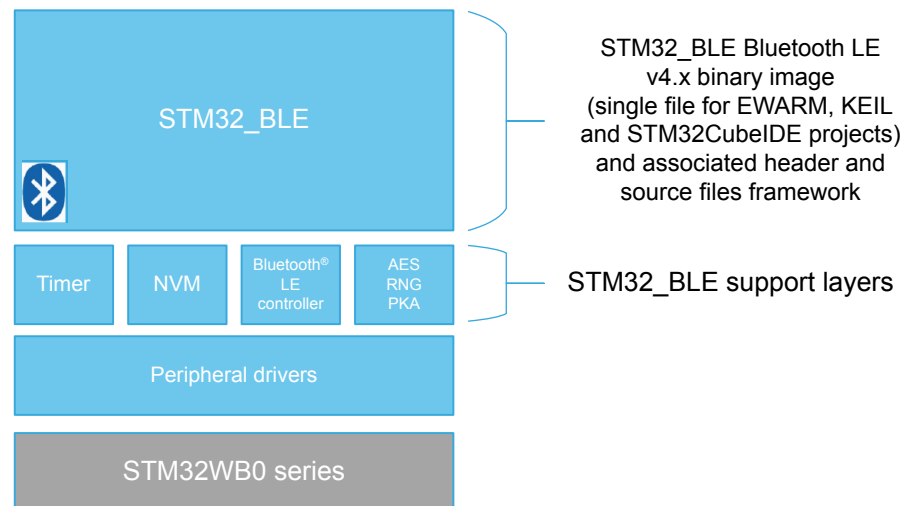 STM32_BLE
STM32_BLE Bluetooth LE
v4.x binary image
(single file for EWARM, KEIL
and STM32CubeIDE projects)
and associated header and
source files framework
Timer
NVM
Bluetooth®
LE
controller
AES
RNG
PKA
STM32_BLE support layers
Peripheral drivers
STM32WB0 series